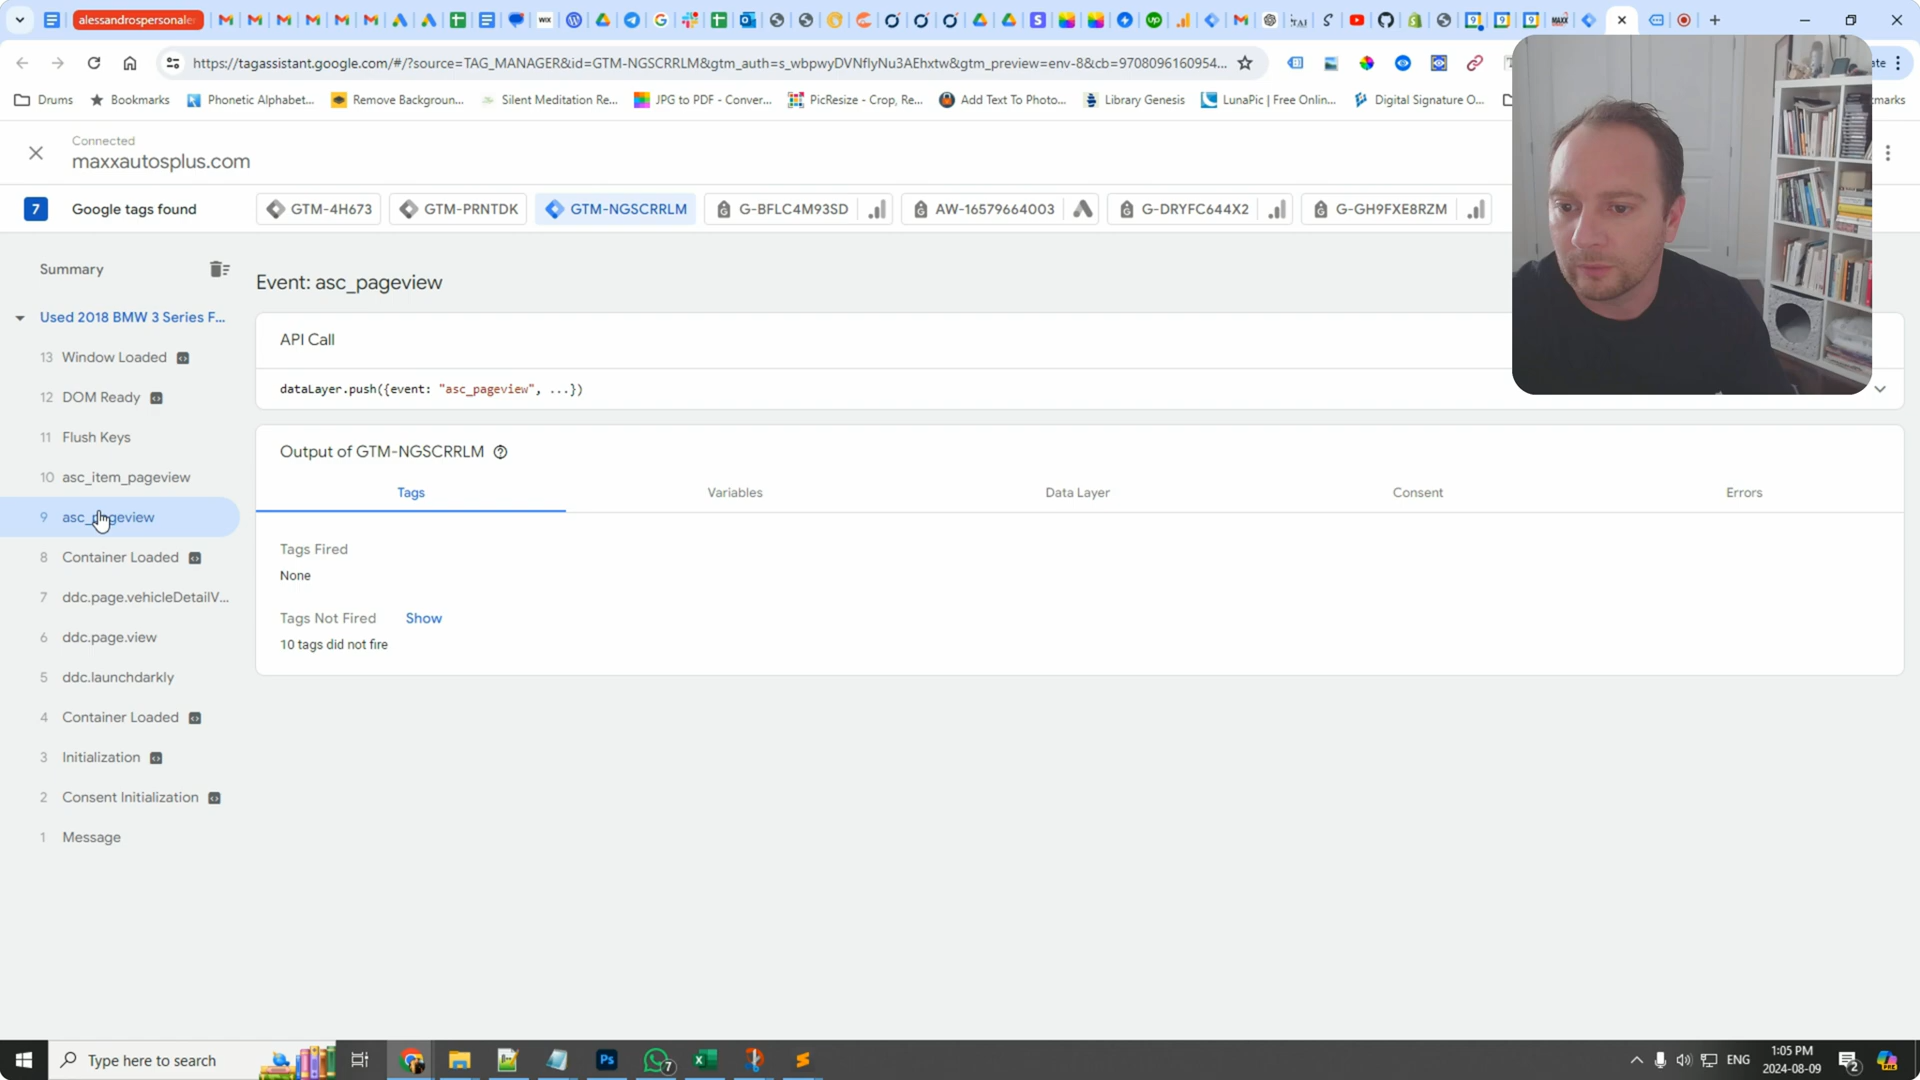 alessandrospersonale
https://tagassistant.google.com/#/?source=TAG_MANAGER&id=GTM-NGSCRRLM&gtm_auth=s_wbpwyDVNflyNu3AEhxtw&gtm_preview=env-8&cb=9708096160954...
Drums Bookmarks Phonetic Alphabet... Remove Backgroun... Silent Meditation Re... JPG to PDF - Conver... PicResize - Crop, Re... Add Text To Photo... Library Genesis LunaPic | Free Onlin... Digital Signature O...
Connected
maxxautosplus.com
7 Google tags found GTM-4H673 GTM-PRNTDK GTM-NGSCRRLM G-BFLC4M93SD AW-16579664003 G-DRYFC644X2 G-GH9FXE8RZM
Summary
Used 2018 BMW 3 Series F...
13 Window Loaded
12 DOM Ready
11 Flush Keys
10 asc_item_pageview
9 asc_pageview
8 Container Loaded
7 ddc.page.vehicleDetailV...
6 ddc.page.view
5 ddc.launchdarkly
4 Container Loaded
3 Initialization
2 Consent Initialization
1 Message
Event: asc_pageview
API Call
dataLayer.push({event: "asc_pageview", ...})
Output of GTM-NGSCRRLM
Tags Variables Data Layer Consent Errors
Tags Fired
None
Tags Not Fired Show
10 tags did not fire
Type here to search
ENG
1:05 PM
2024-08-09